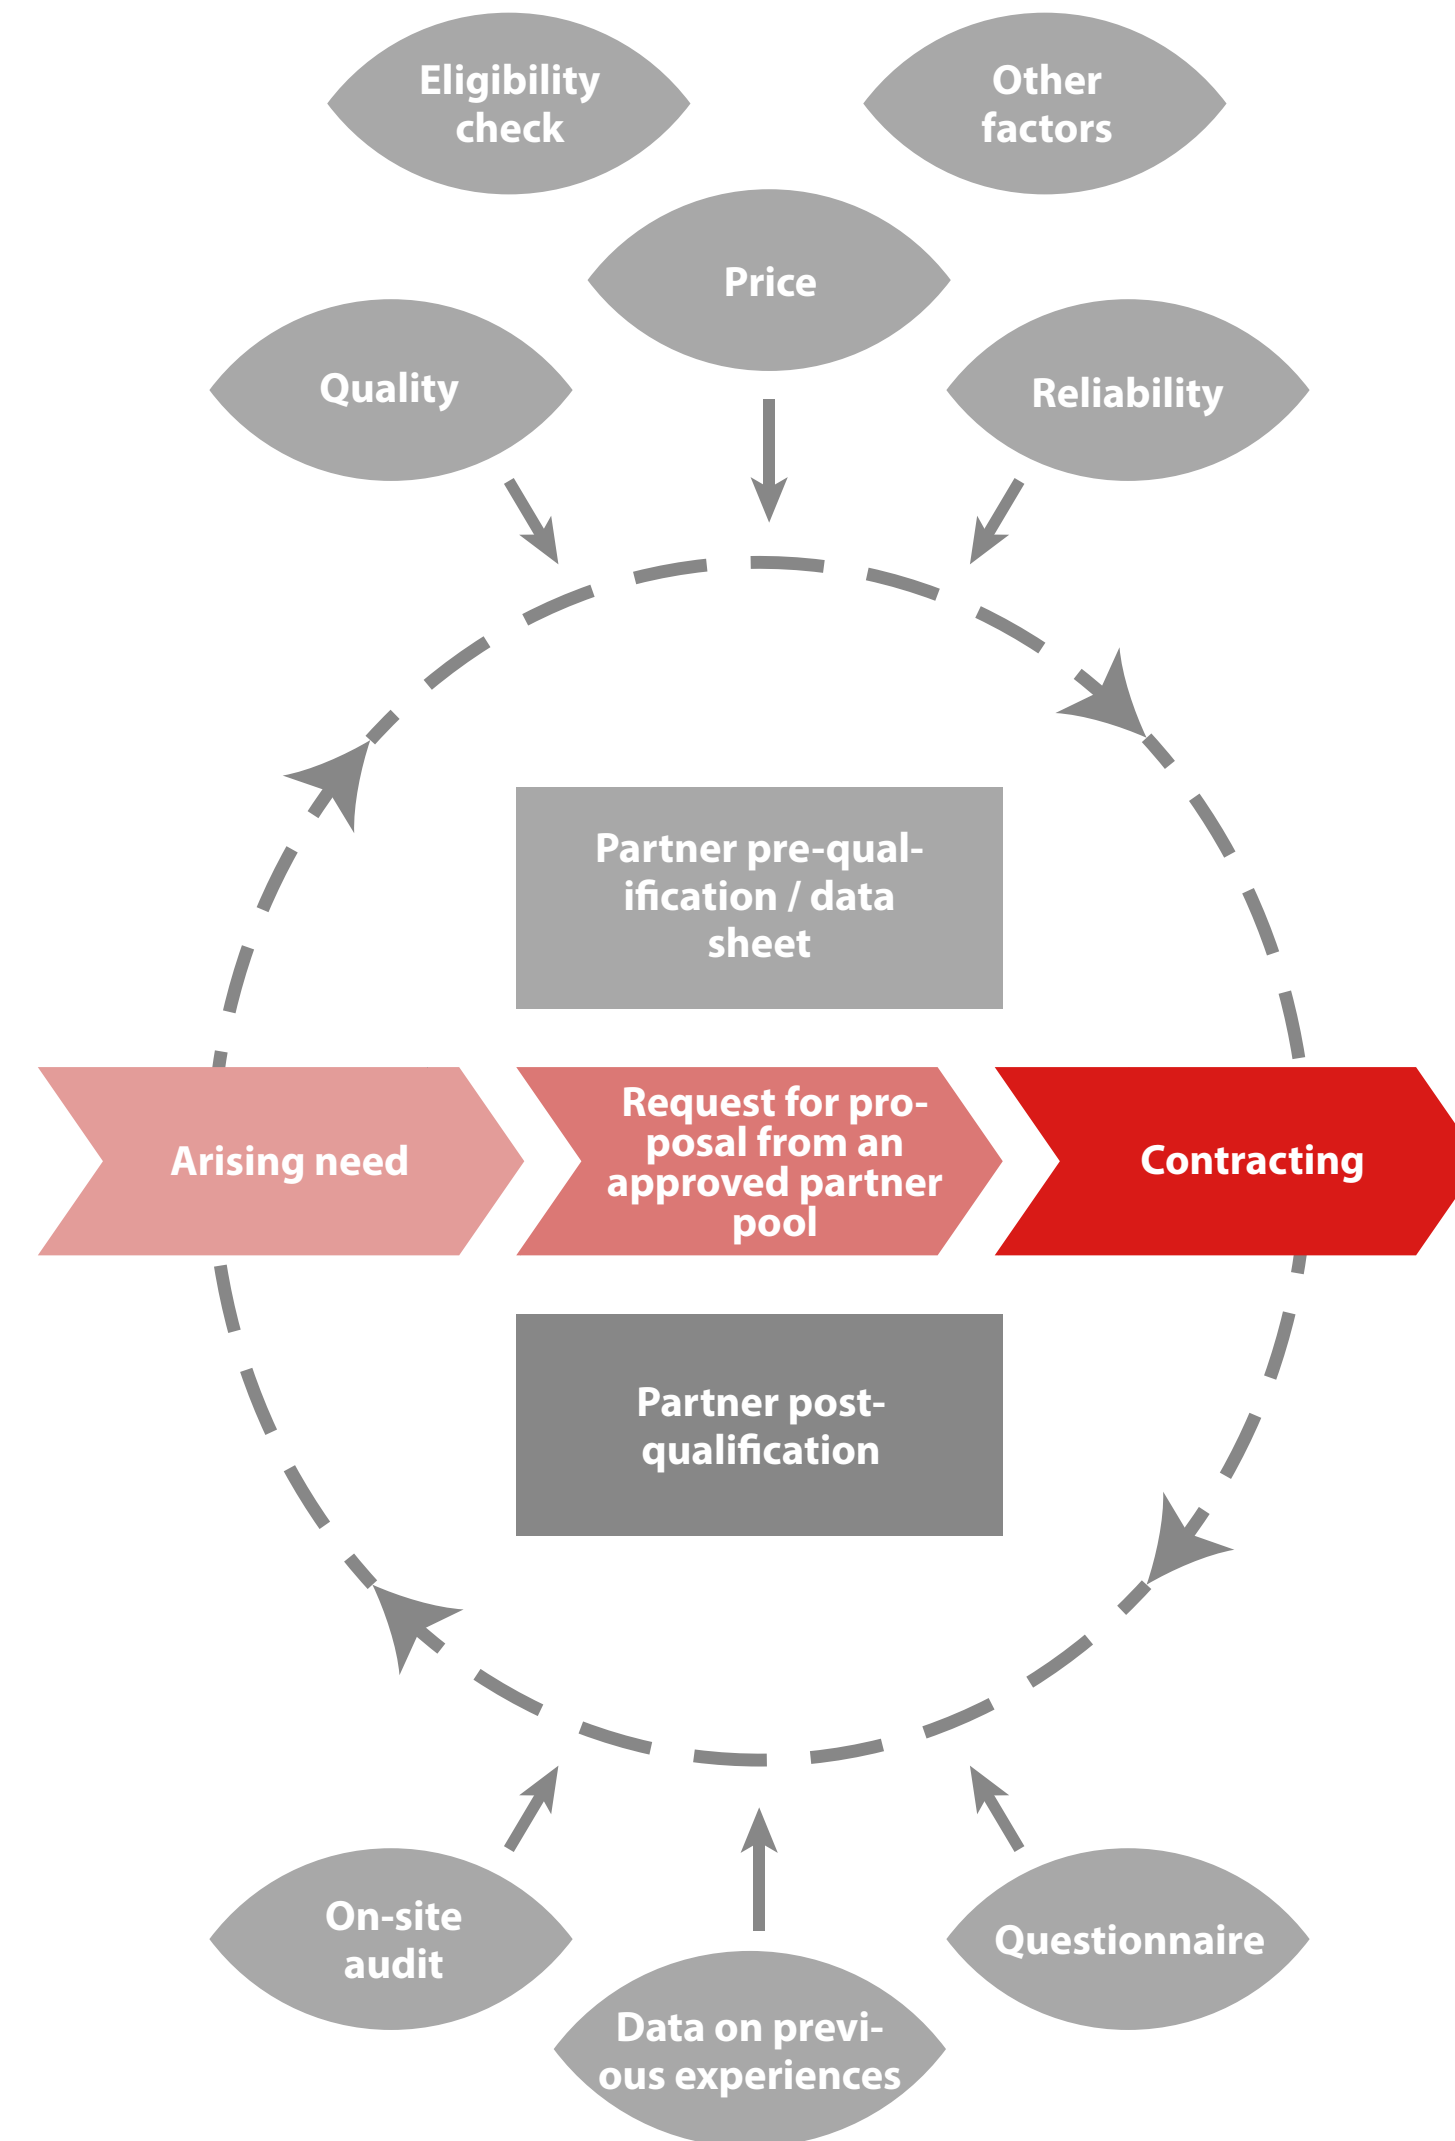 Eligibility
check
Other
factors
Price
Quality
Reliability
Partner pre-qual-
ification / data
sheet
Arising need
Request for pro-
posal from an
approved partner
pool
Contracting
Partner post-
qualification
On-site
audit
Questionnaire
Data on previ-
ous experiences